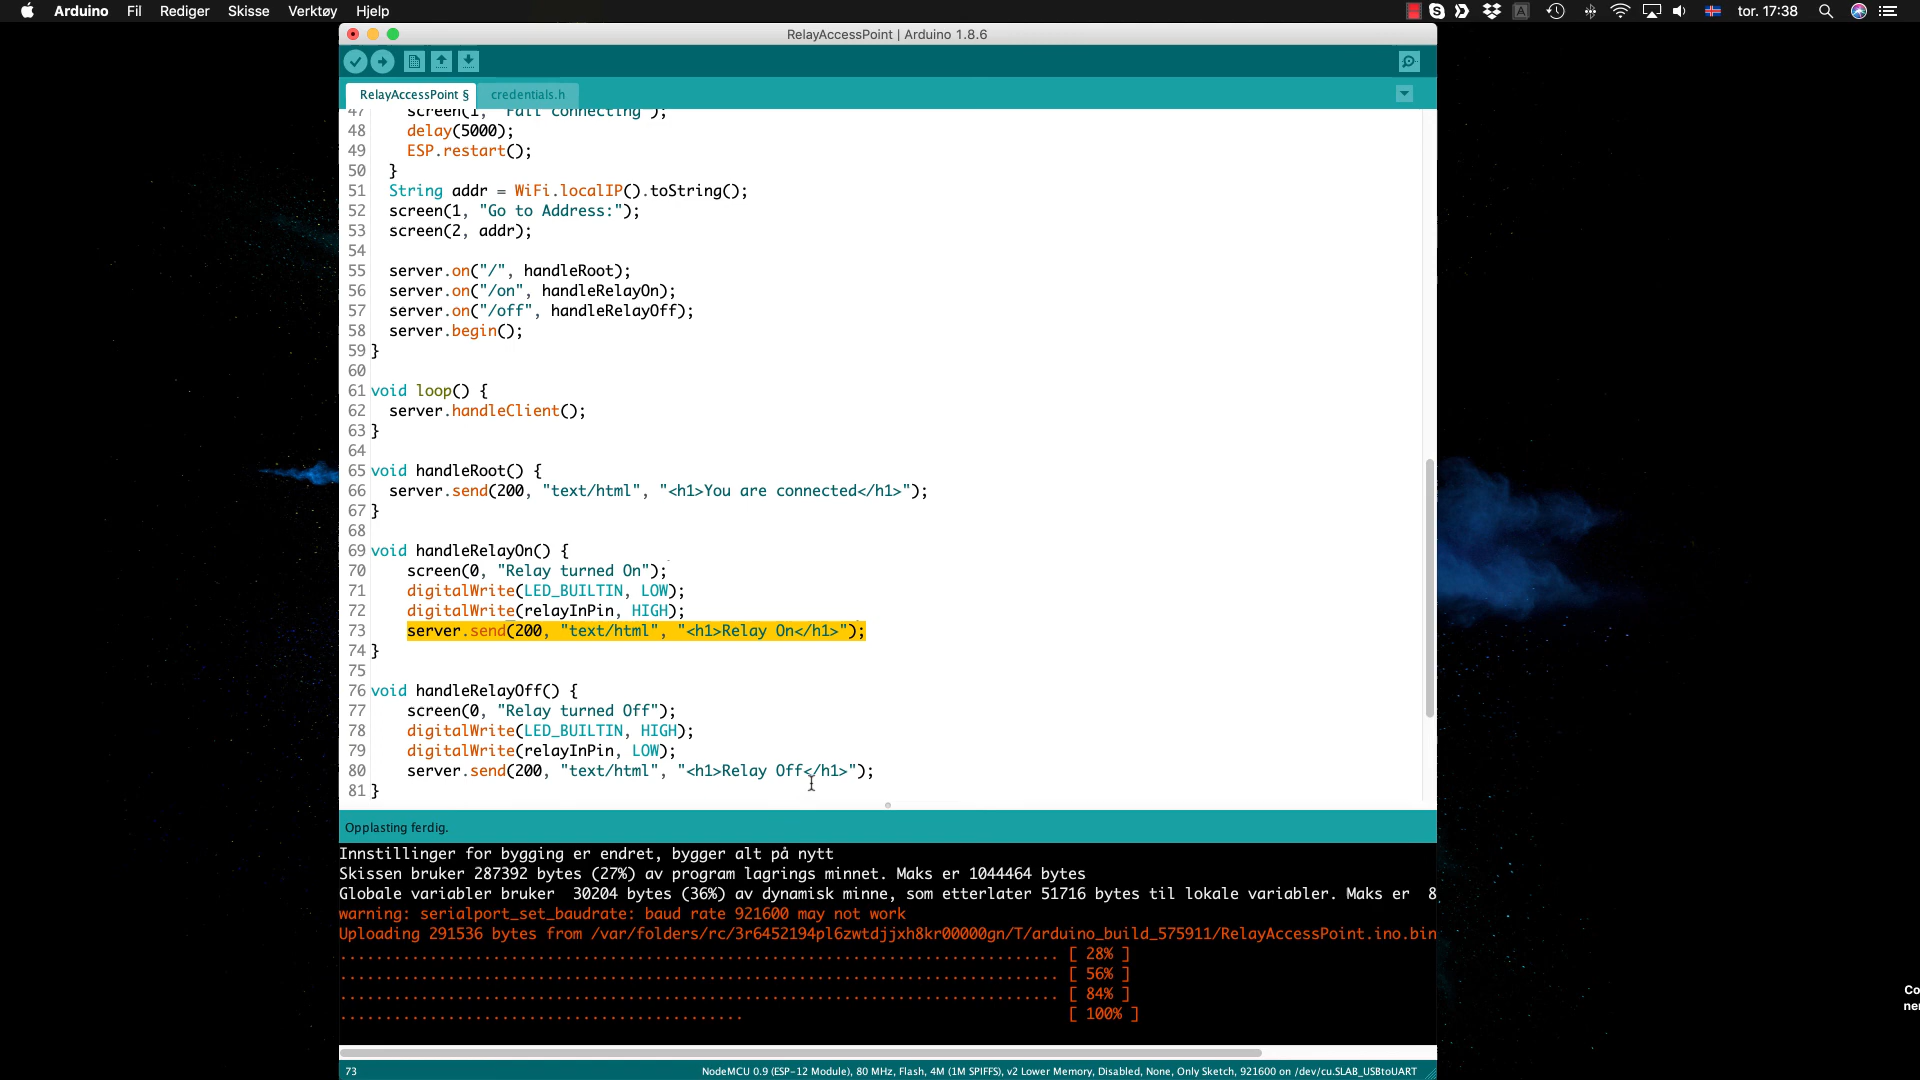 Arduino Fil Rediger Skisse Verktøy Hjelp
tor. 17:38
RelayAccessPoint | Arduino 1.8.6
RelayAccessPoint § credentials.h
47 screen(1, "Fail connecting");
48 delay(5000);
49 ESP.restart();
50 }
51 String addr = WiFi.localIP().toString();
52 screen(1, "Go to Address:");
53 screen(2, addr);
54
55 server.on("/", handleRoot);
56 server.on("/on", handleRelayOn);
57 server.on("/off", handleRelayOff);
58 server.begin();
59 }
60
61 void loop() {
62 server.handleClient();
63 }
64
65 void handleRoot() {
66 server.send(200, "text/html", "<h1>You are connected</h1>");
67 }
68
69 void handleRelayOn() {
70 screen(0, "Relay turned On");
71 digitalWrite(LED_BUILTIN, LOW);
72 digitalWrite(relayInPin, HIGH);
73 server.send(200, "text/html", "<h1>Relay On</h1>");
74 }
75
76 void handleRelayOff() {
77 screen(0, "Relay turned Off");
78 digitalWrite(LED_BUILTIN, HIGH);
79 digitalWrite(relayInPin, LOW);
80 server.send(200, "text/html", "<h1>Relay Off</h1>");
81 }
Opplasting ferdig.
Innstillinger for bygging er endret, bygger alt på nytt
Skissen bruker 287392 bytes (27%) av program lagrings minnet. Maks er 1044464 bytes
Globale variabler bruker 30204 bytes (36%) av dynamisk minne, som etterlater 51716 bytes til lokale variabler. Maks er 8
warning: serialport_set_baudrate: baud rate 921600 may not work
Uploading 291536 bytes from /var/folders/rc/3r6452194pl6zwtdjjxh8kr00000gn/T/arduino_build_575911/RelayAccessPoint.ino.bin
................................................................................ [ 28% ]
................................................................................ [ 56% ]
................................................................................ [ 84% ]
............................................. [ 100% ]
73
NodeMCU 0.9 (ESP-12 Module), 80 MHz, Flash, 4M (1M SPIFFS), v2 Lower Memory, Disabled, None, Only Sketch, 921600 on /dev/cu.SLAB_USBtoUART